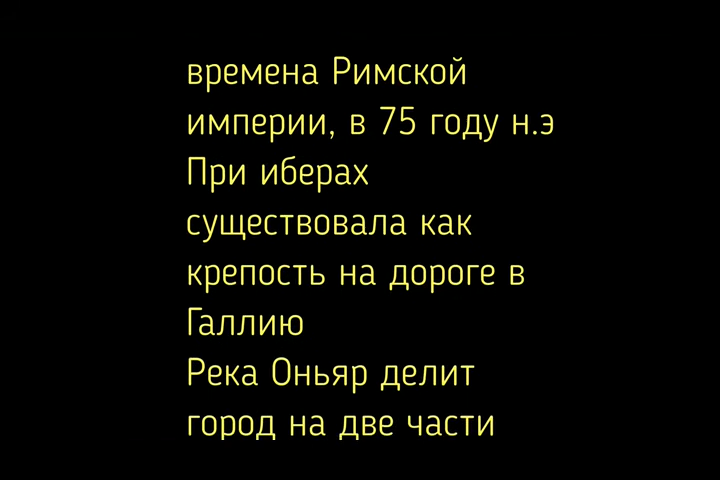 времена Римской
империи, в 75 году н.э
При иберах
существовала как
крепость на дороге в
Галлию
Река Оньяр делит
город на две части